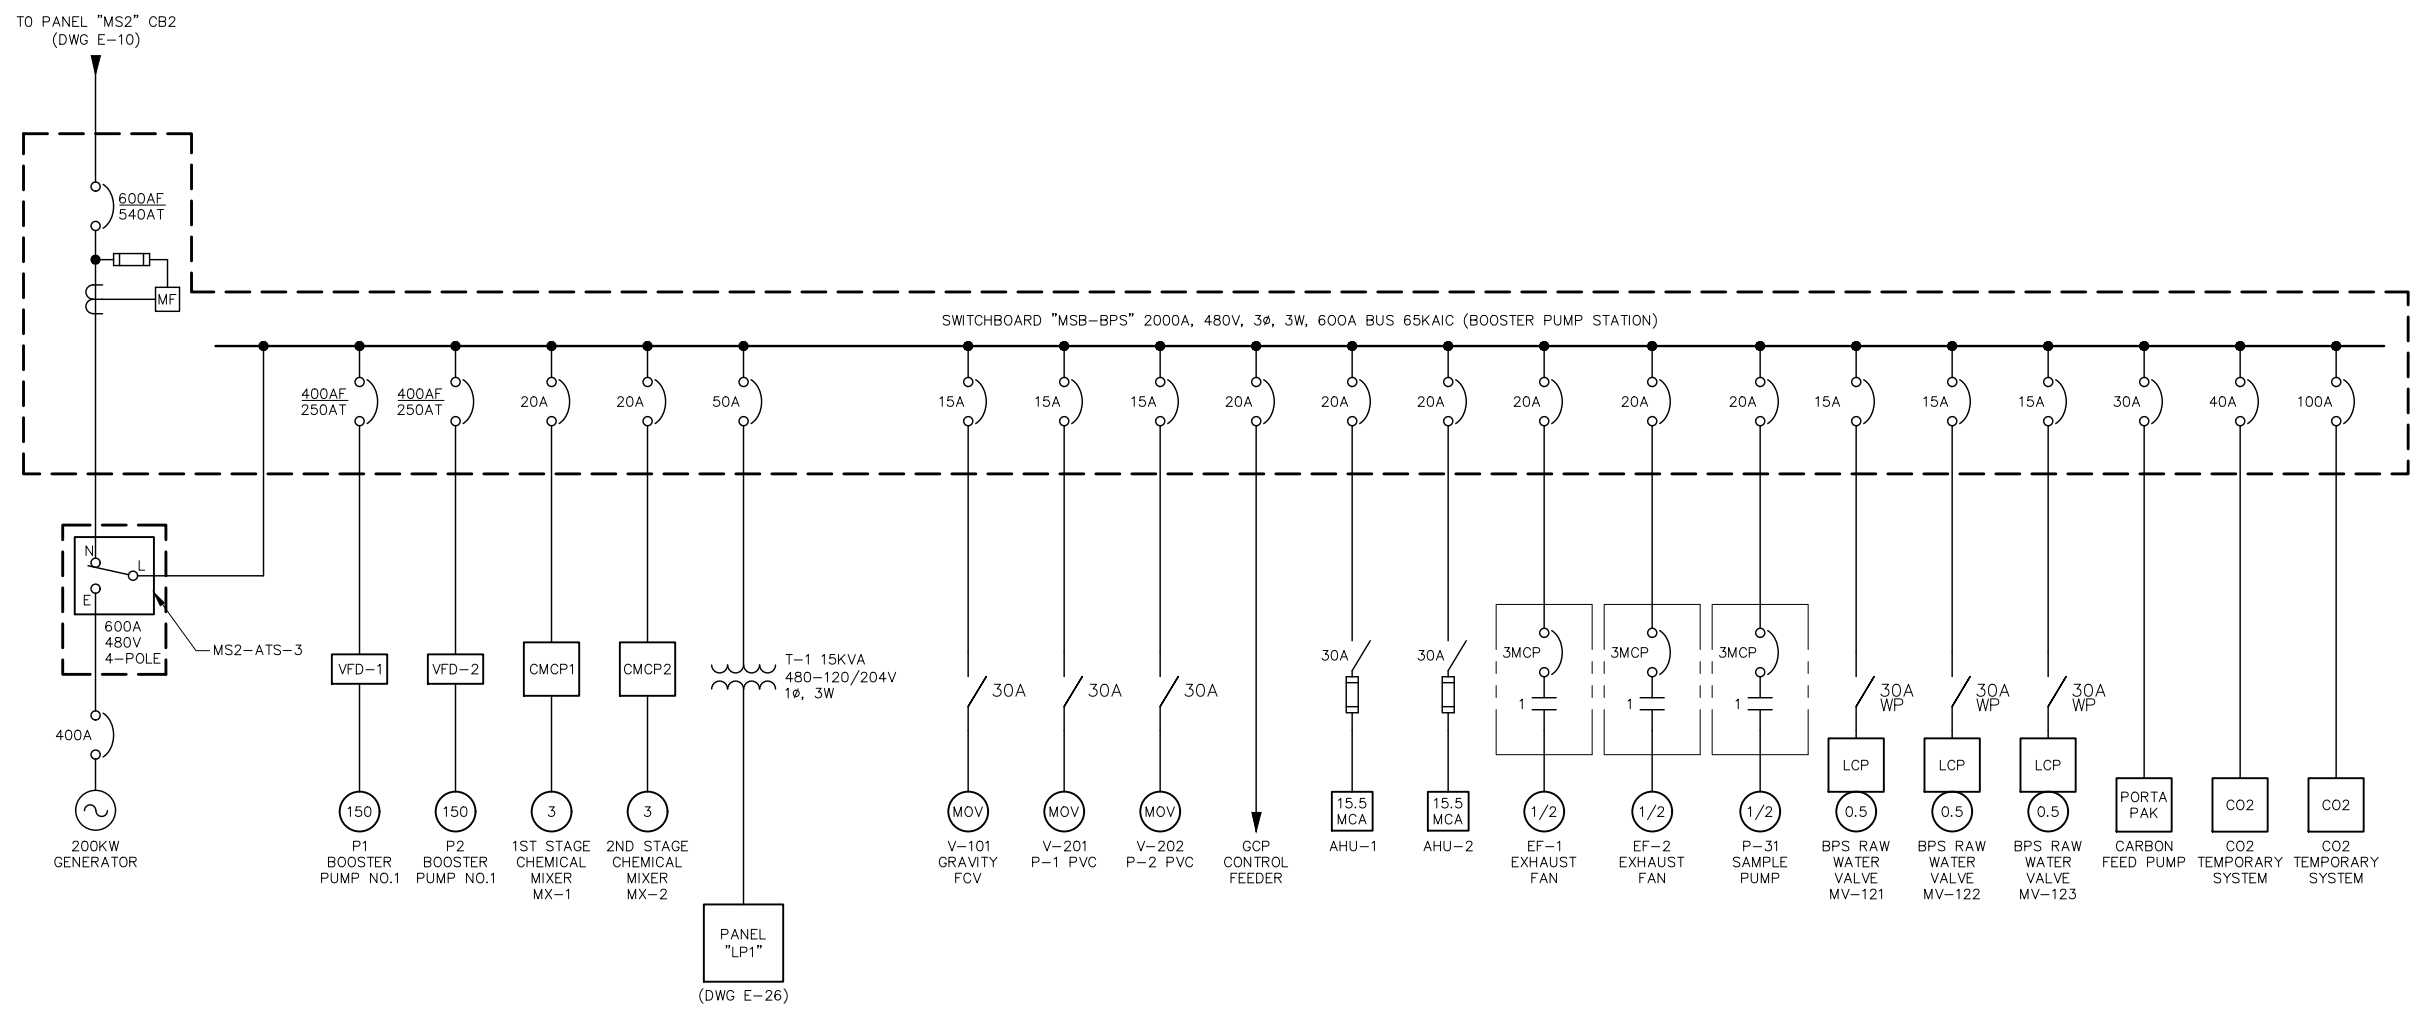 TO PANEL "MS2" CB2
(DWG E-10)
600AF
540AT
MF
SWITCHBOARD "MSB-BPS" 2000A, 480V, 3ø, 3W, 600A BUS 65KAIC (BOOSTER PUMP STATION)
400AF
250AT
400AF
250AT
20A
20A
50A
15A
15A
15A
20A
20A
20A
20A
20A
20A
15A
15A
15A
30A
40A
100A
N
L
E
600A
480V
4-POLE
MS2-ATS-3
400A
200KW
GENERATOR
VFD-1
150
P1
BOOSTER
PUMP NO.1
VFD-2
150
P2
BOOSTER
PUMP NO.1
CMCP1
3
1ST STAGE
CHEMICAL
MIXER
MX-1
CMCP2
3
2ND STAGE
CHEMICAL
MIXER
MX-2
T-1 15KVA
480-120/204V
1ø, 3W
PANEL
"LP1"
(DWG E-26)
30A
MOV
V-101
GRAVITY
FCV
30A
MOV
V-201
P-1 PVC
30A
MOV
V-202
P-2 PVC
GCP
CONTROL
FEEDER
30A
15.5
MCA
AHU-1
30A
15.5
MCA
AHU-2
3MCP
1
1/2
EF-1
EXHAUST
FAN
3MCP
1
1/2
EF-2
EXHAUST
FAN
3MCP
1
1/2
P-31
SAMPLE
PUMP
30A
WP
LCP
0.5
BPS RAW
WATER
VALVE
MV-121
30A
WP
LCP
0.5
BPS RAW
WATER
VALVE
MV-122
30A
WP
LCP
0.5
BPS RAW
WATER
VALVE
MV-123
PORTA
PAK
CARBON
FEED PUMP
CO2
CO2
TEMPORARY
SYSTEM
CO2
CO2
TEMPORARY
SYSTEM